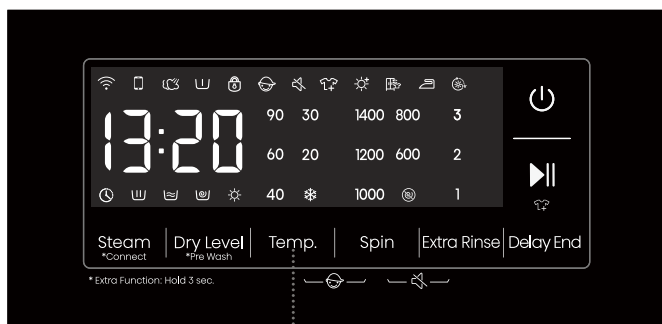 13:20
90 30 1400 800 3
60 20 1200 600 2
40 1000 1
Steam Dry Level Temp. Spin Extra Rinse Delay End
*Connect *Pre Wash
* Extra Function: Hold 3 sec.